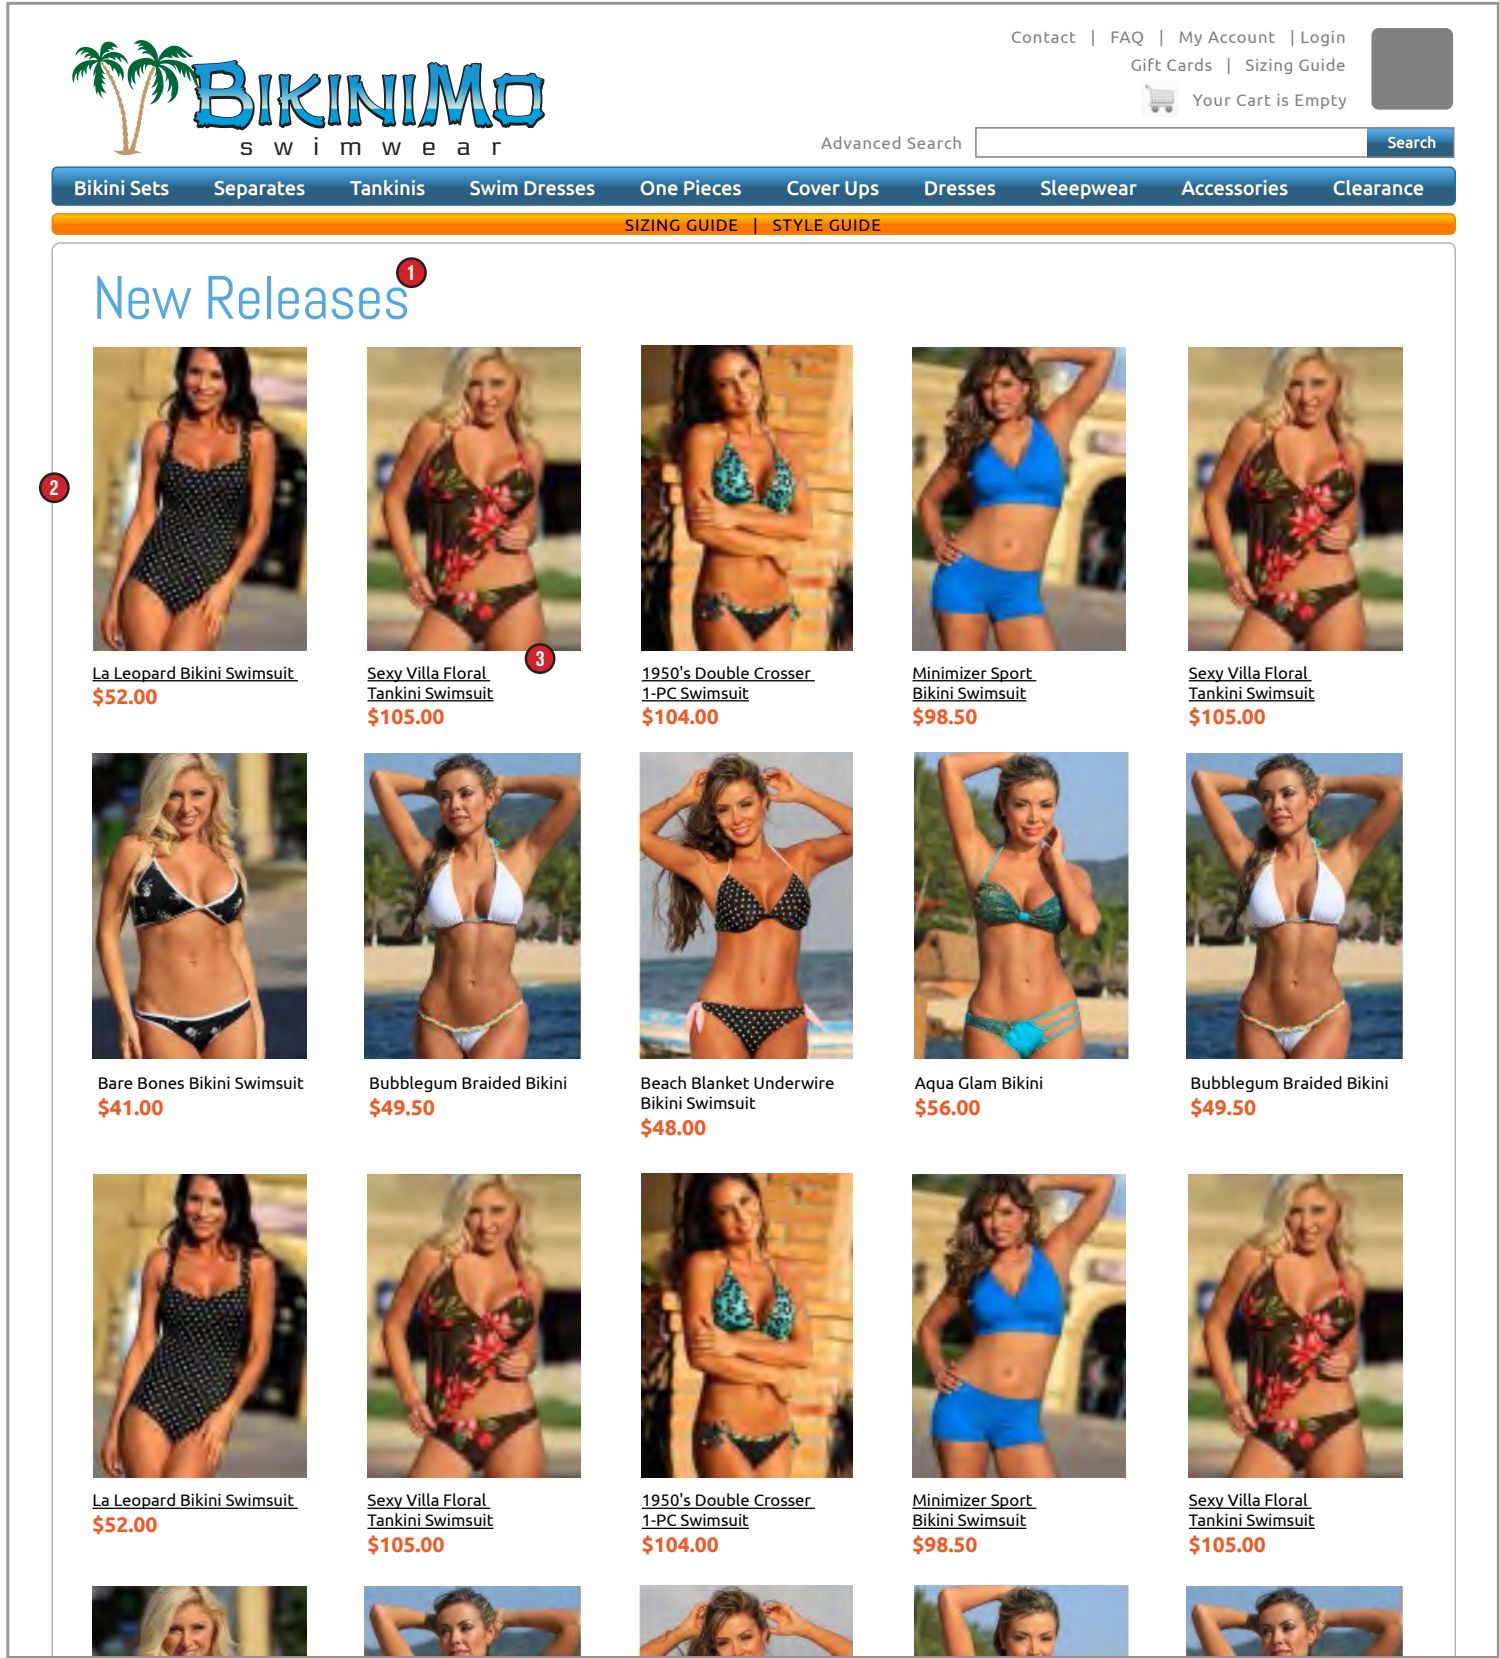 Contact | FAQ | My Account | Login
Gift Cards | Sizing Guide
Your Cart is Empty
BIKINIMO
swimwear
Advanced Search
Search
Bikini Sets Separates Tankinis Swim Dresses One Pieces Cover Ups Dresses Sleepwear Accessories Clearance
SIZING GUIDE | STYLE GUIDE
New Releases
1
2
3
La Leopard Bikini Swimsuit
$52.00
Sexy Villa Floral
Tankini Swimsuit
$105.00
1950's Double Crosser
1-PC Swimsuit
$104.00
Minimizer Sport
Bikini Swimsuit
$98.50
Sexy Villa Floral
Tankini Swimsuit
$105.00
Bare Bones Bikini Swimsuit
$41.00
Bubblegum Braided Bikini
$49.50
Beach Blanket Underwire
Bikini Swimsuit
$48.00
Aqua Glam Bikini
$56.00
Bubblegum Braided Bikini
$49.50
La Leopard Bikini Swimsuit
$52.00
Sexy Villa Floral
Tankini Swimsuit
$105.00
1950's Double Crosser
1-PC Swimsuit
$104.00
Minimizer Sport
Bikini Swimsuit
$98.50
Sexy Villa Floral
Tankini Swimsuit
$105.00